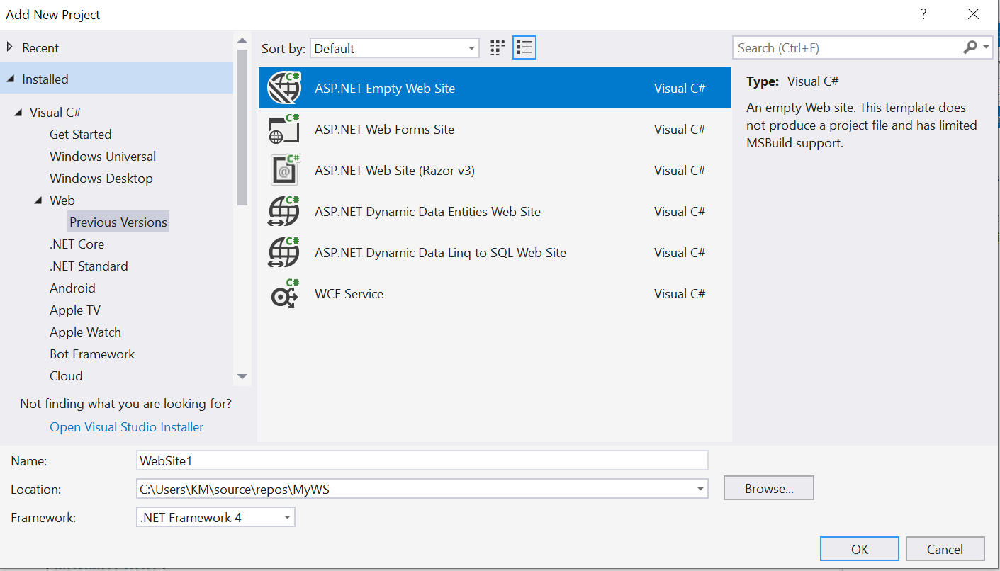 Add New Project
?
Recent
Installed
Visual C#
Get Started
Windows Universal
Windows Desktop
Web
Previous Versions
.NET Core
.NET Standard
Android
Apple TV
Apple Watch
Bot Framework
Cloud
Not finding what you are looking for?
Open Visual Studio Installer
Sort by: Default
C# ASP.NET Empty Web Site Visual C#
C# ASP.NET Web Forms Site Visual C#
C# @ ASP.NET Web Site (Razor v3) Visual C#
C# ASP.NET Dynamic Data Entities Web Site Visual C#
C# ASP.NET Dynamic Data Linq to SQL Web Site Visual C#
C# WCF Service Visual C#
Search (Ctrl+E)
Type: Visual C#
An empty Web site. This template does
not produce a project file and has limited
MSBuild support.
Name: WebSite1
Location: C:\Users\KM\source\repos\MyWS Browse...
Framework: .NET Framework 4
OK Cancel